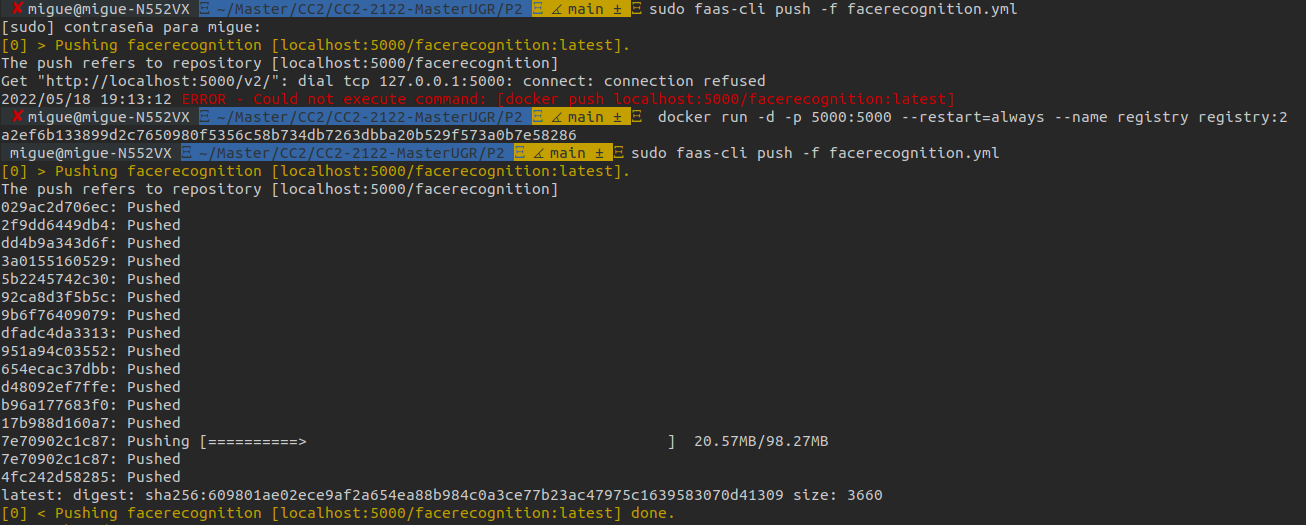 ✘ migue@migue-N552VX ~/Master/CC2/CC2-2122-MasterUGR/P2 main ± sudo faas-cli push -f facerecognition.yml
[sudo] contraseña para migue:
[0] > Pushing facerecognition [localhost:5000/facerecognition:latest].
The push refers to repository [localhost:5000/facerecognition]
Get "http://localhost:5000/v2/": dial tcp 127.0.0.1:5000: connect: connection refused
2022/05/18 19:13:12 ERROR - Could not execute command: [docker push localhost:5000/facerecognition:latest]
✘ migue@migue-N552VX ~/Master/CC2/CC2-2122-MasterUGR/P2 main ± docker run -d -p 5000:5000 --restart=always --name registry registry:2
a2ef6b133899d2c7650980f5356c58b734db7263dbba20b529f573a0b7e58286
migue@migue-N552VX ~/Master/CC2/CC2-2122-MasterUGR/P2 main ± sudo faas-cli push -f facerecognition.yml
[0] > Pushing facerecognition [localhost:5000/facerecognition:latest].
The push refers to repository [localhost:5000/facerecognition]
029ac2d706ec: Pushed
2f9dd6449db4: Pushed
dd4b9a343d6f: Pushed
3a0155160529: Pushed
5b2245742c30: Pushed
92ca8d3f5b5c: Pushed
9b6f76409079: Pushed
dfadc4da3313: Pushed
951a94c03552: Pushed
654ecac37dbb: Pushed
d48092ef7ffe: Pushed
b96a177683f0: Pushed
17b988d160a7: Pushed
7e70902c1c87: Pushing [==========>                                        ]  20.57MB/98.27MB
7e70902c1c87: Pushed
4fc242d58285: Pushed
latest: digest: sha256:609801ae02ece9af2a654ea88b984c0a3ce77b23ac47975c1639583070d41309 size: 3660
[0] < Pushing facerecognition [localhost:5000/facerecognition:latest] done.